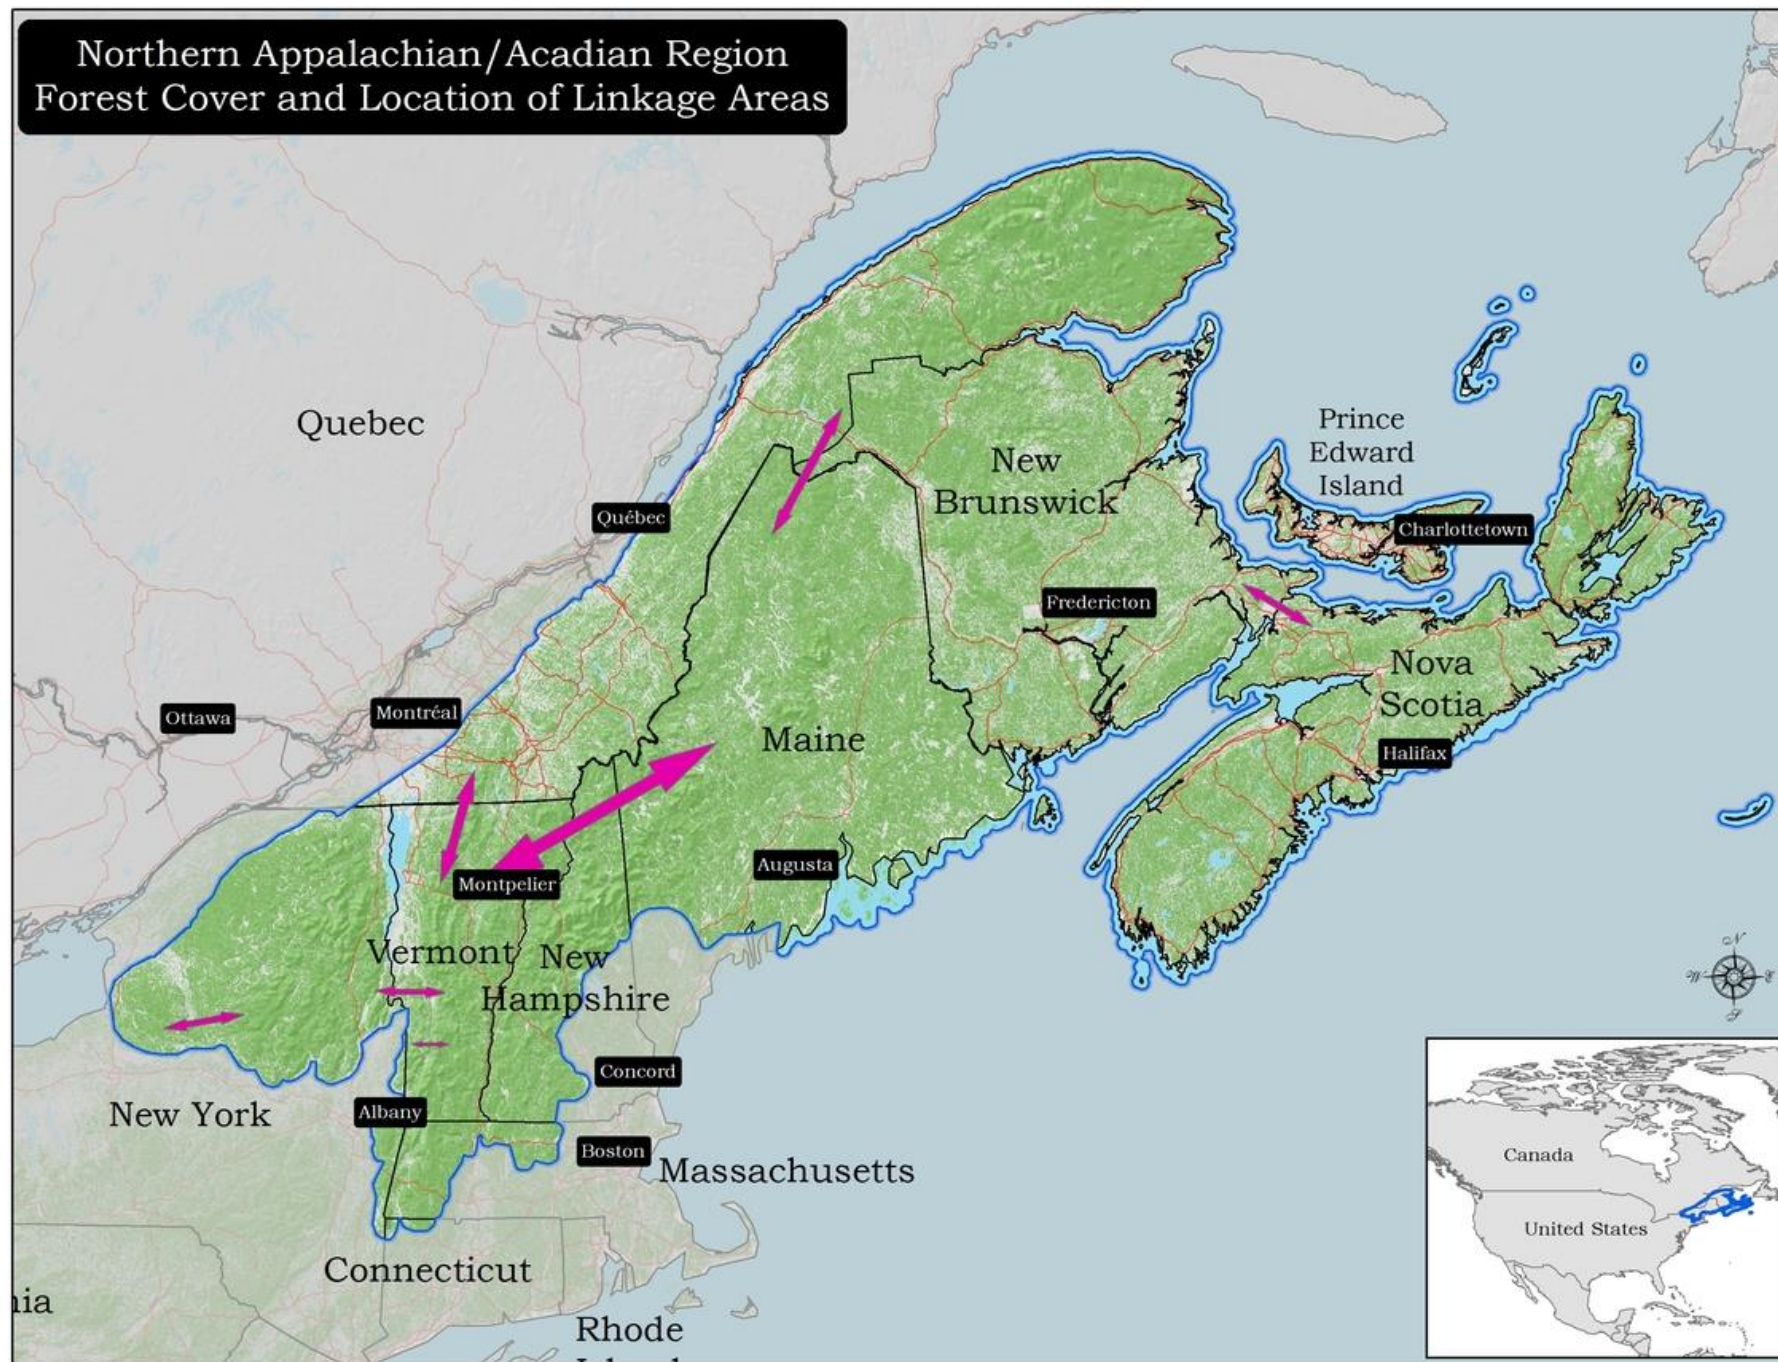 Northern Appalachian/Acadian Region
Forest Cover and Location of Linkage Areas
Quebec
Prince
Edward
Island
New
Brunswick
Québec
Charlottetown
Fredericton
Nova
Scotia
Ottawa
Montréal
Maine
Halifax
Augusta
Montpelier
Vermont
New
Hampshire
N
W
E
S
Concord
New York
Albany
Boston
Massachusetts
Canada
United States
Connecticut
nia
Rhode